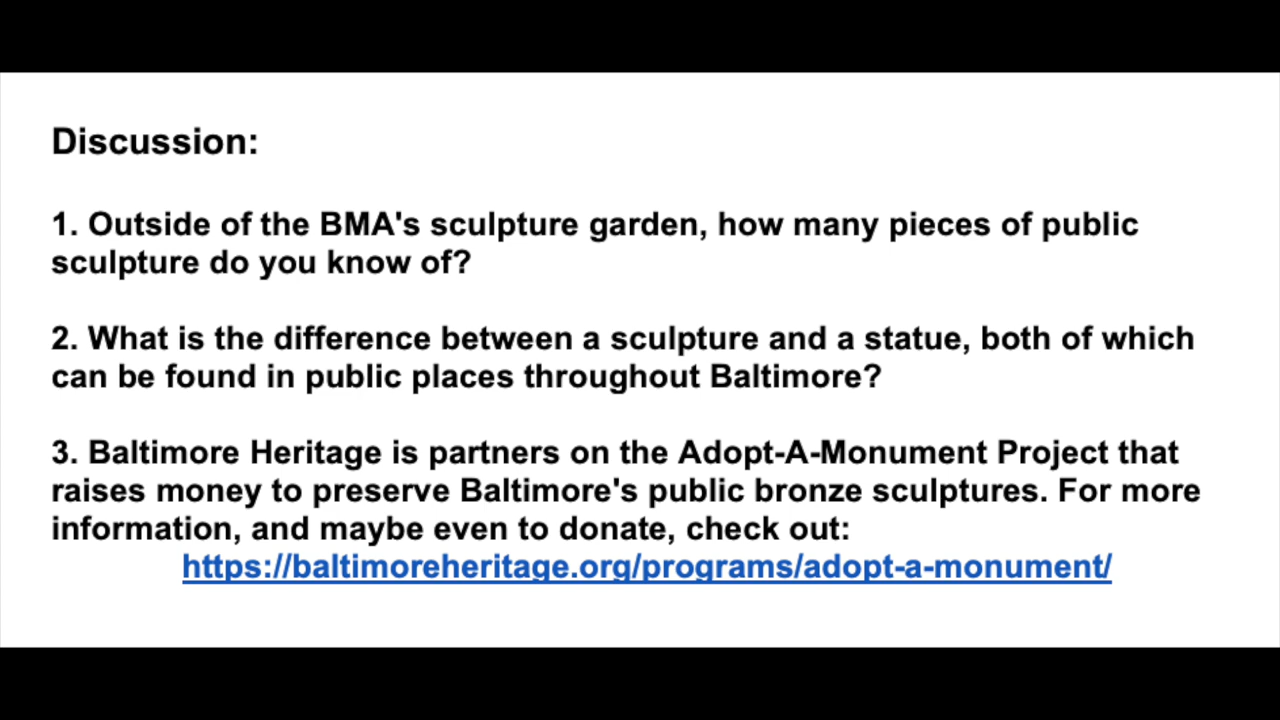 Discussion:
1. Outside of the BMA's sculpture garden, how many pieces of public
sculpture do you know of?
2. What is the difference between a sculpture and a statue, both of which
can be found in public places throughout Baltimore?
3. Baltimore Heritage is partners on the Adopt-A-Monument Project that
raises money to preserve Baltimore's public bronze sculptures. For more
information, and maybe even to donate, check out:
https://baltimoreheritage.org/programs/adopt-a-monument/